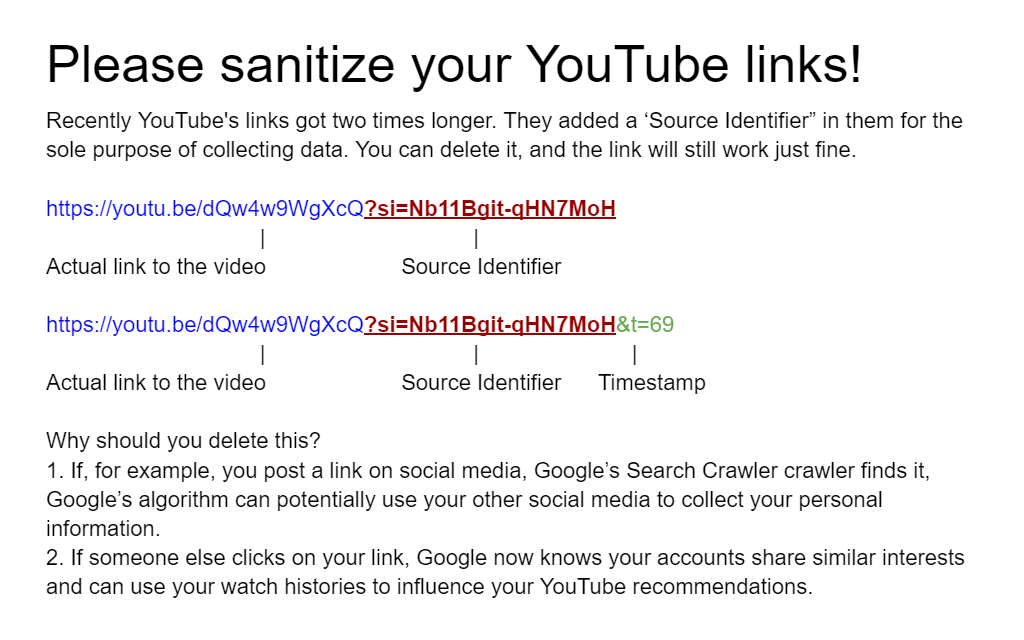 Please sanitize your YouTube links!
Recently YouTube's links got two times longer. They added a ‘Source Identifier” in them for the
sole purpose of collecting data. You can delete it, and the link will still work just fine.
https://youtu.be/dQw4w9WgXcQ?si=Nb11Bgit-qHN7MoH
| |
Actual link to the video Source Identifier
https://youtu.be/dQw4w9WgXcQ?si=Nb11Bgit-qHN7MoH&t=69
| | |
Actual link to the video Source Identifier Timestamp
Why should you delete this?
1. If, for example, you post a link on social media, Google’s Search Crawler crawler finds it,
Google’s algorithm can potentially use your other social media to collect your personal
information.
2. If someone else clicks on your link, Google now knows your accounts share similar interests
and can use your watch histories to influence your YouTube recommendations.